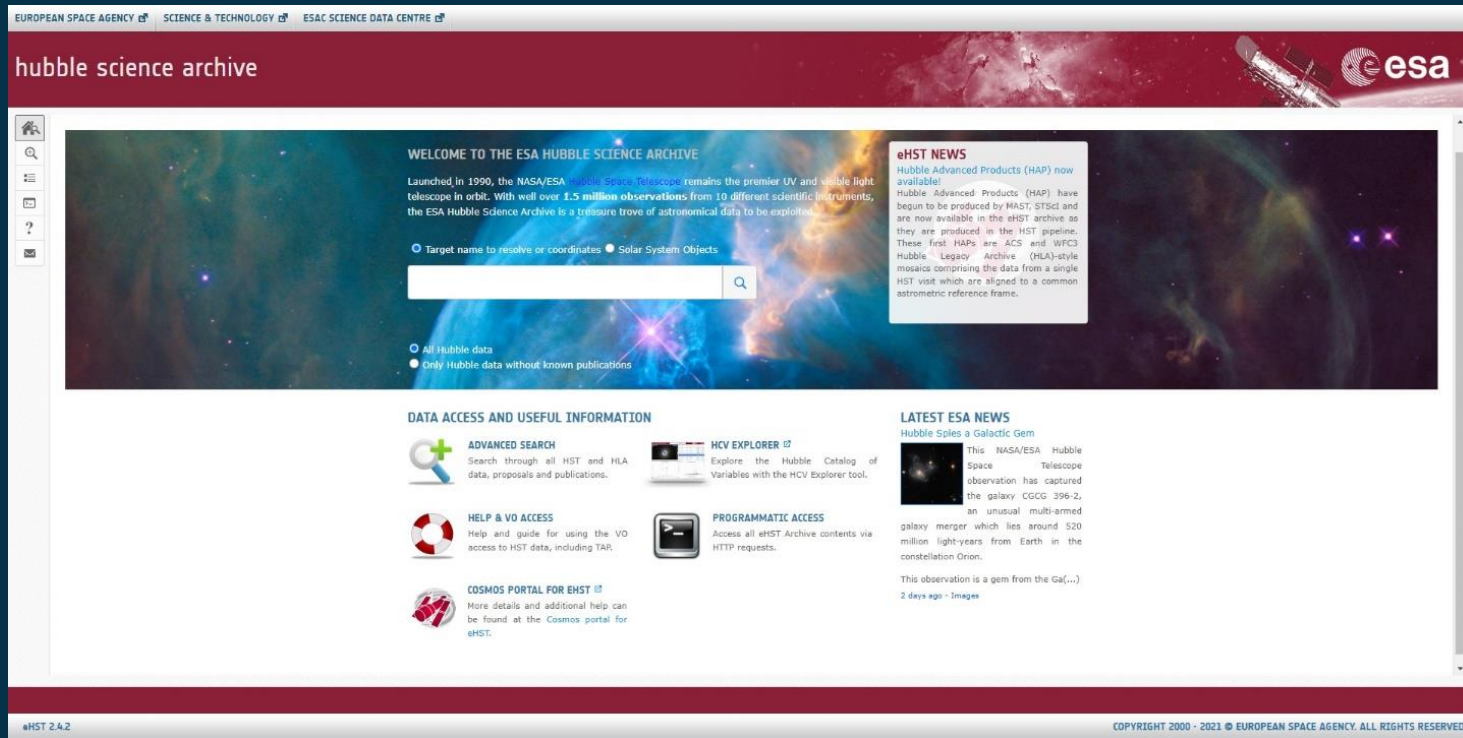 EUROPEAN SPACE AGENCY SCIENCE & TECHNOLOGY ESAC SCIENCE DATA CENTRE
hubble science archive
esa
WELCOME TO THE ESA HUBBLE SCIENCE ARCHIVE
Launched in 1990, the NASA/ESA Hubble Space Telescope remains the premier UV and visible light
telescope in orbit. With well over 1.5 million observations from 10 different scientific instruments,
the ESA Hubble Science Archive is a treasure trove of astronomical data to be exploited.
Target name to resolve or coordinates Solar System Objects
All Hubble data
Only Hubble data without known publications
eHST NEWS
Hubble Advanced Products (HAP) now
available!
Hubble Advanced Products (HAP) have
begun to be produced by MAST, STScI and
are now available in the eHST archive as
they are produced in the HST pipeline.
These first HAPs are ACS and WFC3
Hubble Legacy Archive (HLA)-style
mosaics comprising the data from a single
HST visit which are aligned to a common
astrometric reference frame.
DATA ACCESS AND USEFUL INFORMATION
ADVANCED SEARCH
Search through all HST and HLA
data, proposals and publications.
HCV EXPLORER
Explore the Hubble Catalog of
Variables with the HCV Explorer tool.
HELP & VO ACCESS
Help and guide for using the VO
access to HST data, including TAP.
PROGRAMMATIC ACCESS
Access all eHST Archive contents via
HTTP requests.
COSMOS PORTAL FOR EHST
More details and additional help can
be found at the Cosmos portal for
eHST.
LATEST ESA NEWS
Hubble Spies a Galactic Gem
This NASA/ESA Hubble
Space Telescope
observation has captured
the galaxy CGCG 396-2,
an unusual multi-armed
galaxy merger which lies around 520
million light-years from Earth in the
constellation Orion.
This observation is a gem from the Ga(...)
2 days ago - Images
eHST 2.4.2
COPYRIGHT 2000 - 2021 © EUROPEAN SPACE AGENCY. ALL RIGHTS RESERVED